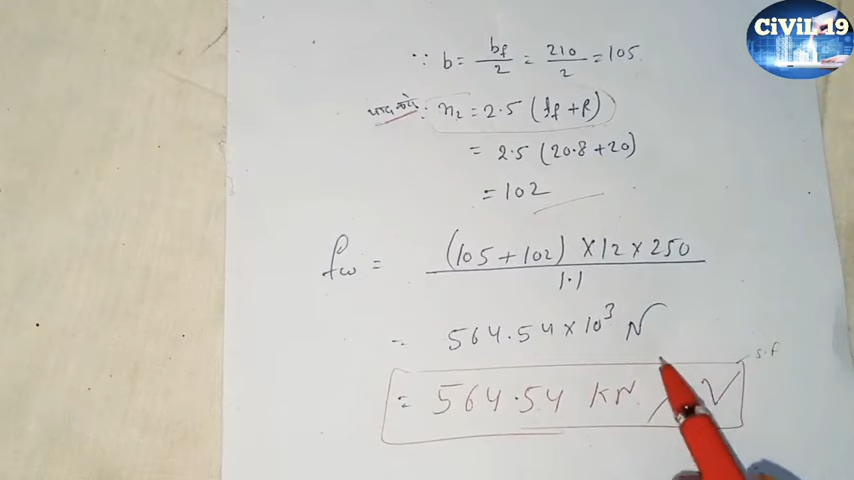 CiViL 19
∵ b = bf/2 = 210/2 = 105
n₂ = 2.5 (tf + R)
= 2.5 (20.8 + 20)
= 102
fw = (105 + 102) × 12 × 250 / 1.1
= 564.54 × 10³ N
s.f
= 564.54 KN